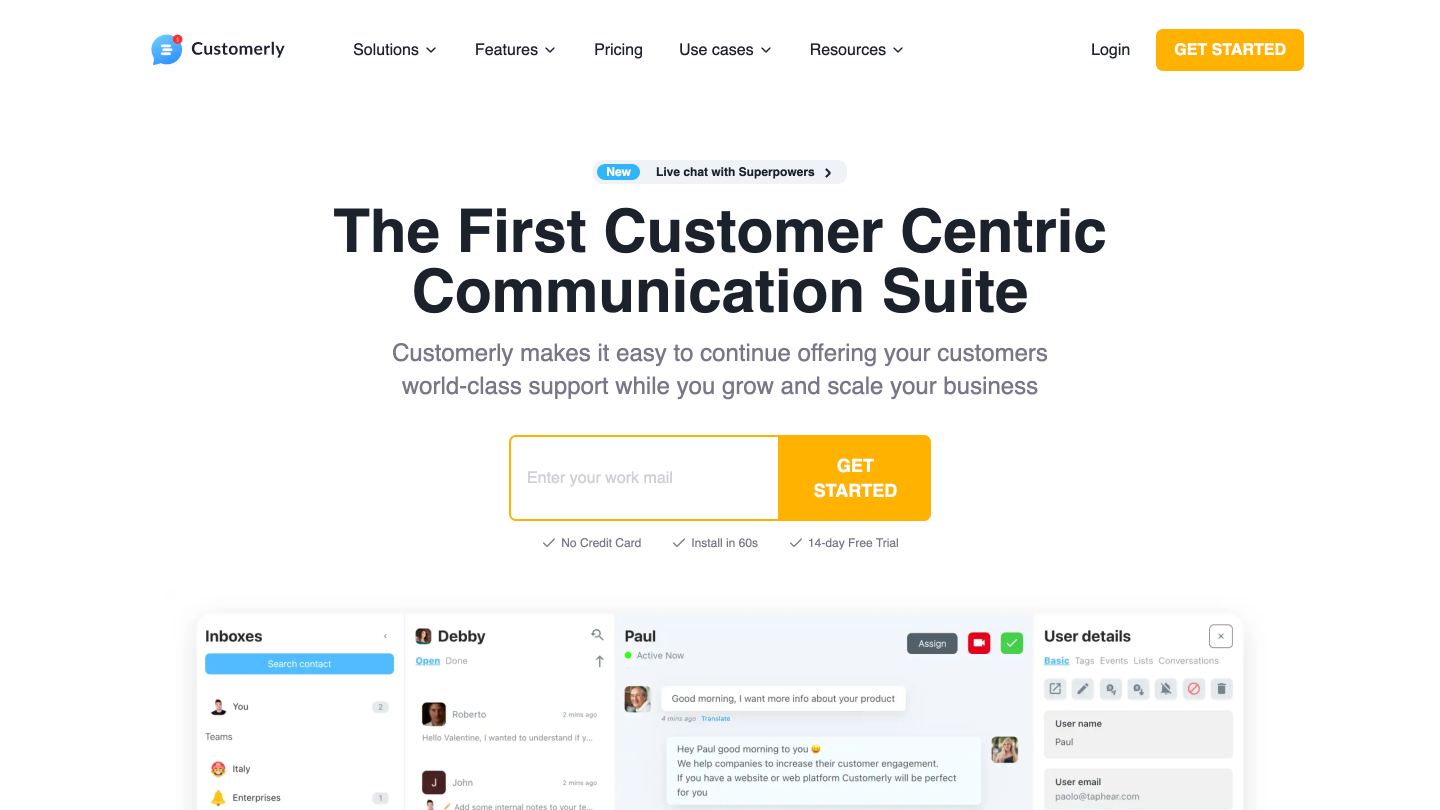 Customerly
Solutions
Features
Pricing
Use cases
Resources
Login
GET STARTED
New
Live chat with Superpowers
The First Customer Centric
Communication Suite
Customerly makes it easy to continue offering your customers
world-class support while you grow and scale your business
Enter your work mail
GET
STARTED
No Credit Card
Install in 60s
14-day Free Trial
Inboxes
Search contact
You
2
Teams
Italy
Enterprises
1
Debby
Open Done
Roberto
2 mins ago
Hello Valentine, I wanted to understand if y...
J
John
2 mins ago
Add some internal notes to your te...
Paul
Active Now
Assign
Good morning, I want more info about your product
4 mins ago Translate
Hey Paul good morning to you 😄
We help companies to increase their customer engagement.
If you have a website or web platform Customerly will be perfect
for you
User details
×
Basic Tags Events Lists Conversations
User name
Paul
User email
paolo@taphear.com